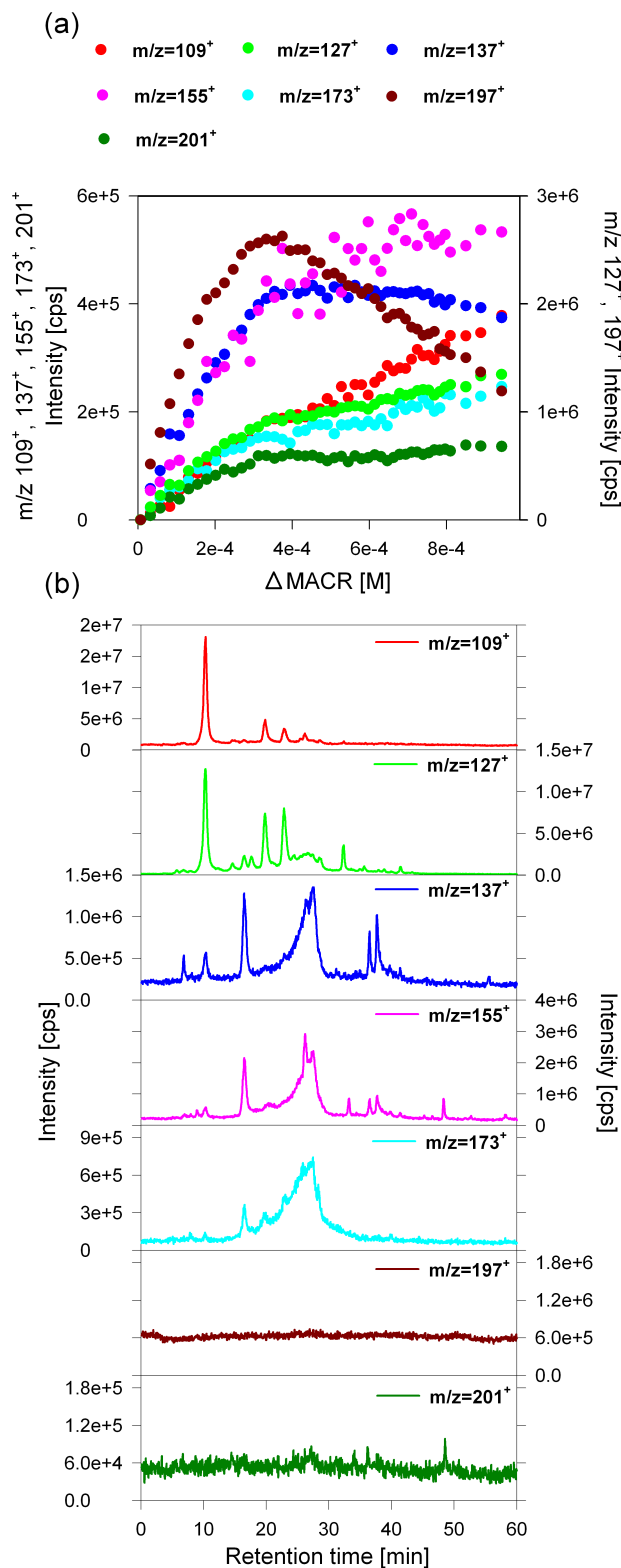 (a)
m/z=109⁺ m/z=127⁺ m/z=137⁺
m/z=155⁺ m/z=173⁺ m/z=197⁺
m/z=201⁺
m/z 109⁺, 137⁺, 155⁺, 173⁺, 201⁺
Intensity [cps]
6e+5
4e+5
2e+5
0
3e+6
2e+6
1e+6
0
m/z 127⁺, 197⁺ Intensity [cps]
0 2e-4 4e-4 6e-4 8e-4
Δ MACR [M]
(b)
Intensity [cps]
Intensity [cps]
2e+7
2e+7
1e+7
5e+6
0
m/z=109⁺
1.5e+7
1.0e+7
5.0e+6
0.0
m/z=127⁺
1.5e+6
1.0e+6
5.0e+5
0.0
m/z=137⁺
4e+6
3e+6
2e+6
1e+6
0
m/z=155⁺
9e+5
6e+5
3e+5
0
m/z=173⁺
1.8e+6
1.2e+6
6.0e+5
0.0
m/z=197⁺
1.8e+5
1.2e+5
6.0e+4
0.0
m/z=201⁺
0 10 20 30 40 50 60
Retention time [min]